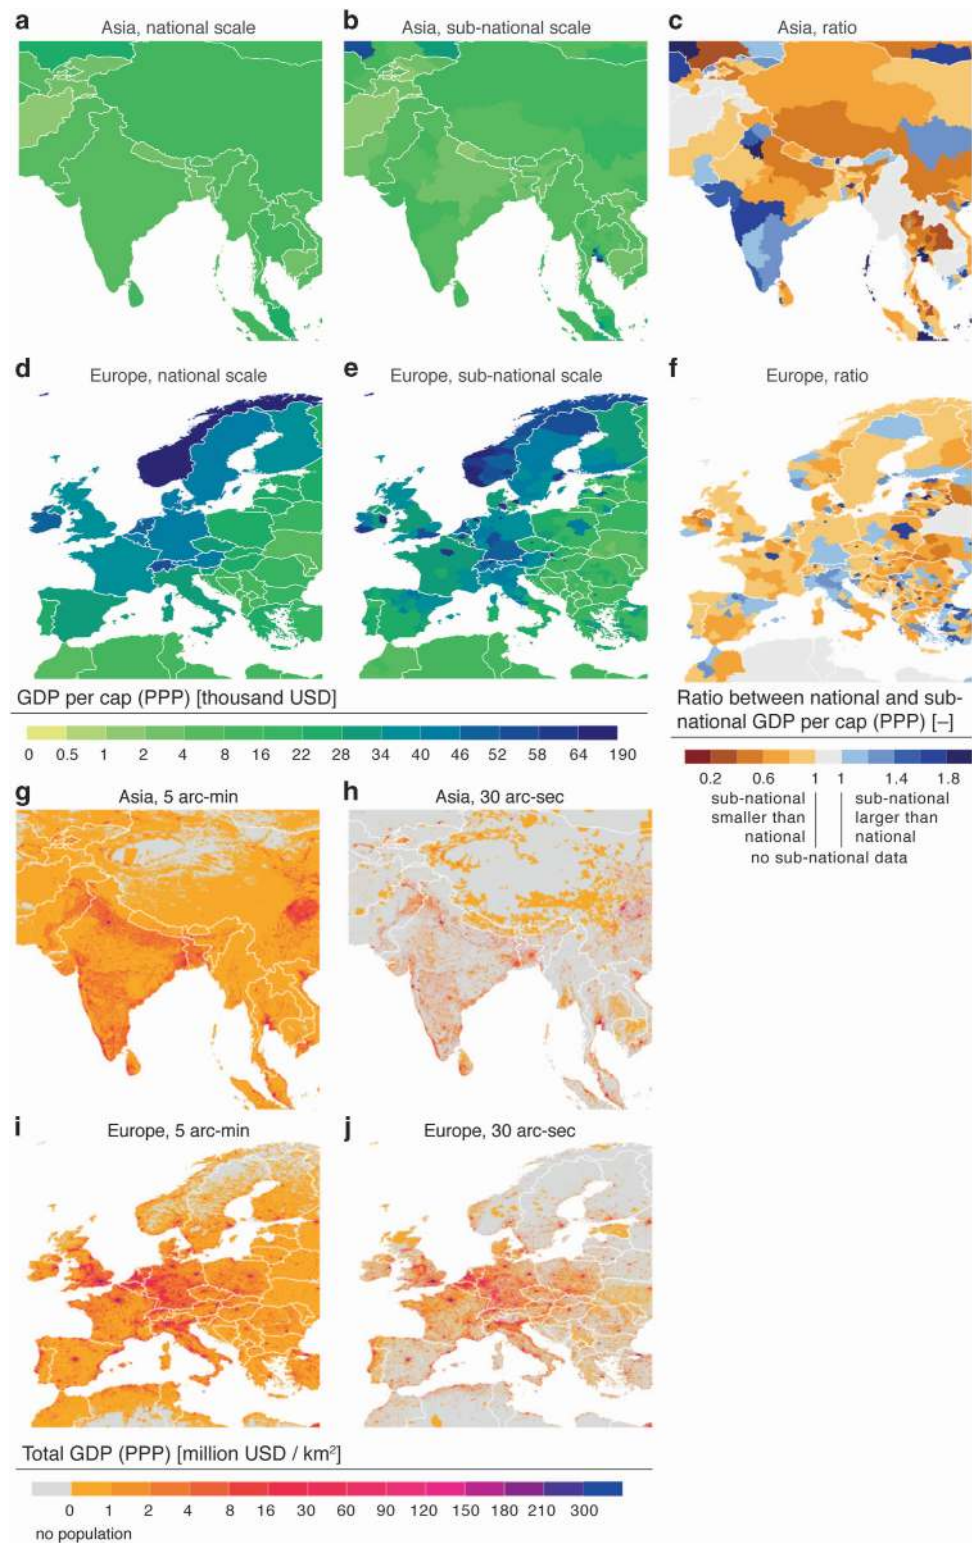 a
Asia, national scale
b
Asia, sub-national scale
c
Asia, ratio
d
Europe, national scale
e
Europe, sub-national scale
f
Europe, ratio
GDP per cap (PPP) [thousand USD]
0 0.5 1 2 4 8 16 22 28 34 40 46 52 58 64 190
Ratio between national and sub-
national GDP per cap (PPP) [–]
0.2 0.6 1 1 1.4 1.8
sub-national
smaller than
national
sub-national
larger than
national
no sub-national data
g
Asia, 5 arc-min
h
Asia, 30 arc-sec
i
Europe, 5 arc-min
j
Europe, 30 arc-sec
Total GDP (PPP) [million USD / km²]
0 1 2 4 8 16 30 60 90 120 150 180 210 300
no population